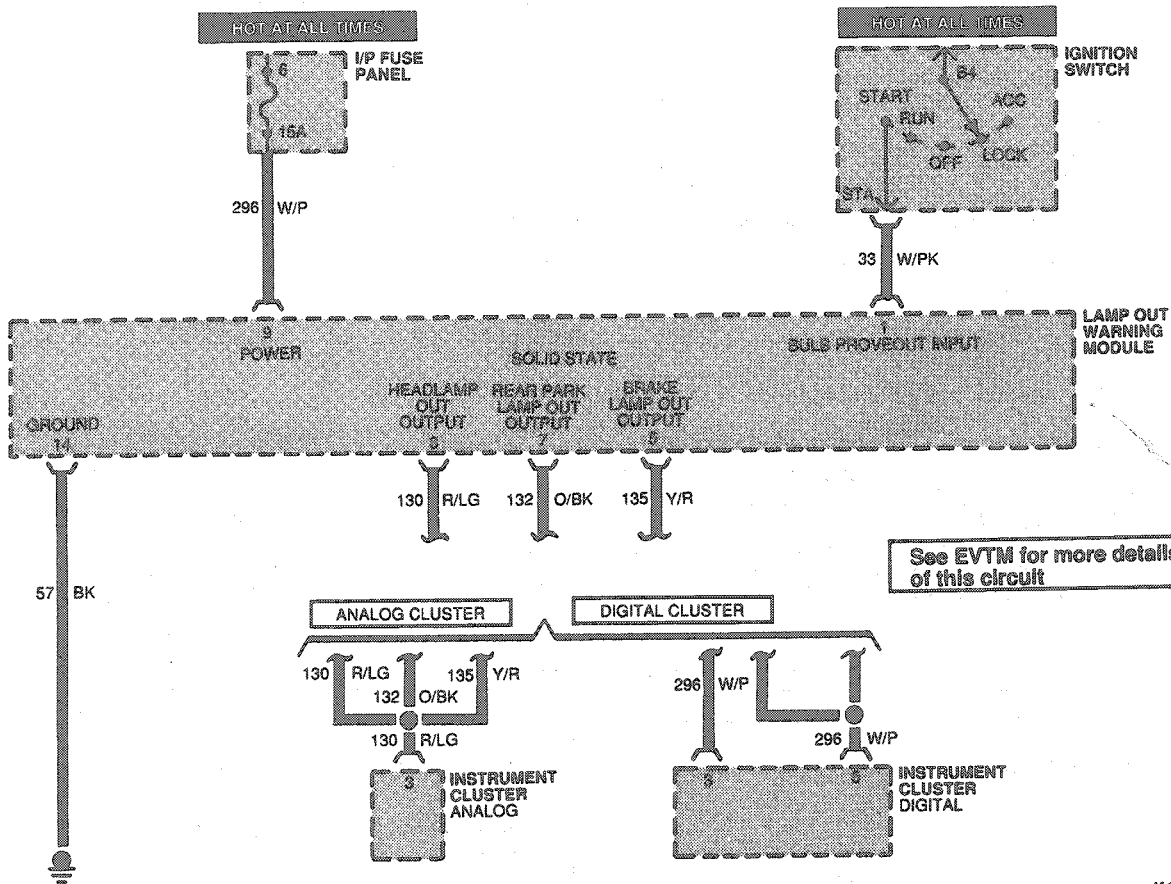 HOT AT ALL TIMES
I/P FUSE
PANEL
6
15A
296 W/P
HOT AT ALL TIMES
IGNITION
SWITCH
B4
START
RUN
ACC
OFF
LOCK
STA
33 W/PK
LAMP OUT
WARNING
MODULE
9
POWER
SOLID STATE
1
BULB PROVEOUT INPUT
HEADLAMP
OUT
OUTPUT
REAR PARK
LAMP OUT
OUTPUT
7
BRAKE
LAMP OUT
OUTPUT
5
GROUND
14
130 R/LG
132 O/BK
135 Y/R
See EVTM for more details
of this circuit
57 BK
ANALOG CLUSTER
DIGITAL CLUSTER
130 R/LG
132 O/BK
135 Y/R
130 R/LG
3
INSTRUMENT
CLUSTER
ANALOG
296 W/P
296 W/P
INSTRUMENT
CLUSTER
DIGITAL